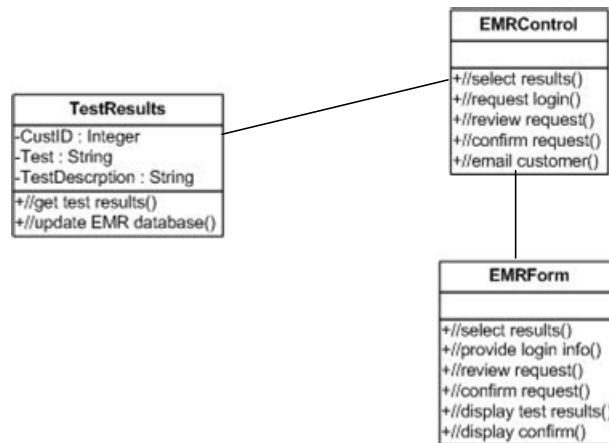 EMRControl
+//select results()
+//request login()
+//review request()
+//confirm request()
+//email customer()
TestResults
-CustID : Integer
-Test : String
-TestDescrption : String
+//get test results()
+//update EMR database()
EMRForm
+//select results()
+//provide login info()
+//review request()
+//confirm request()
+//display test results()
+//display confirm()